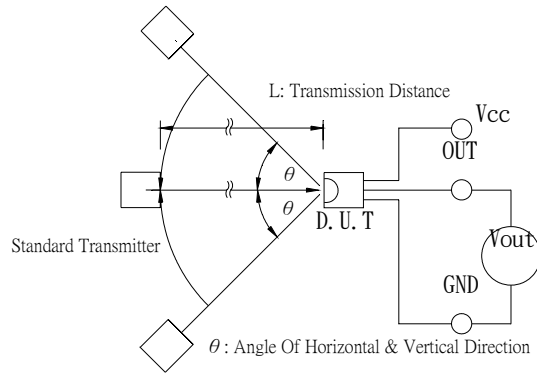 L: Transmission Distance
Vcc
OUT
θ
θ
D.U.T
Standard Transmitter
Vout
GND
θ : Angle Of Horizontal & Vertical Direction